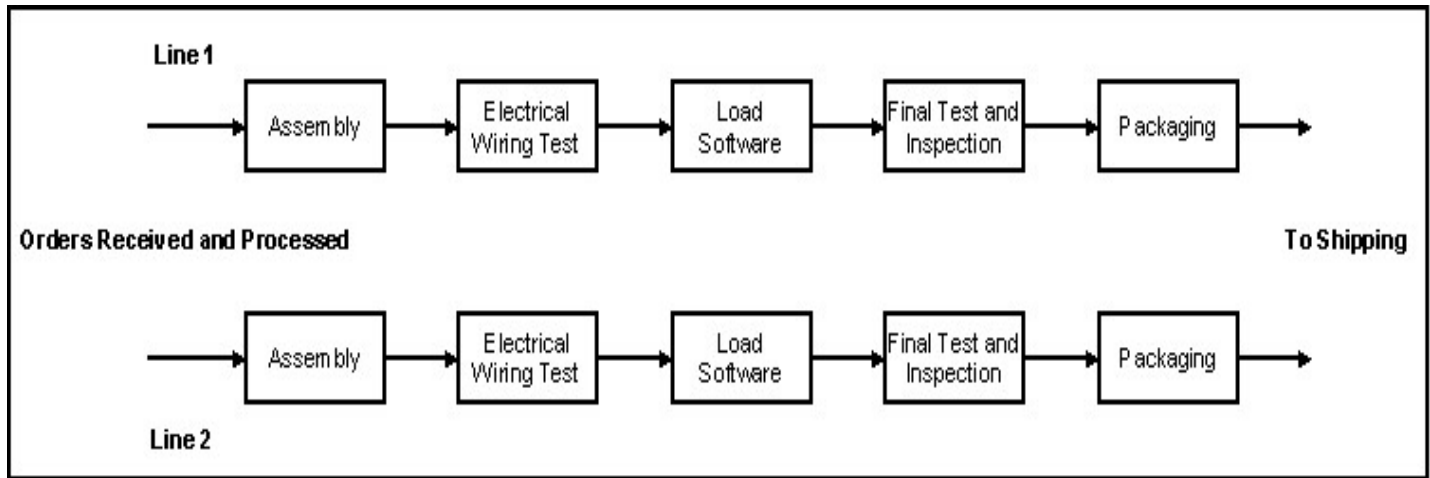 Line 1
Assembly
Electrical
Wiring Test
Load
Software
Final Test and
Inspection
Packaging
Orders Received and Processed
To Shipping
Assembly
Electrical
Wiring Test
Load
Software
Final Test and
Inspection
Packaging
Line 2